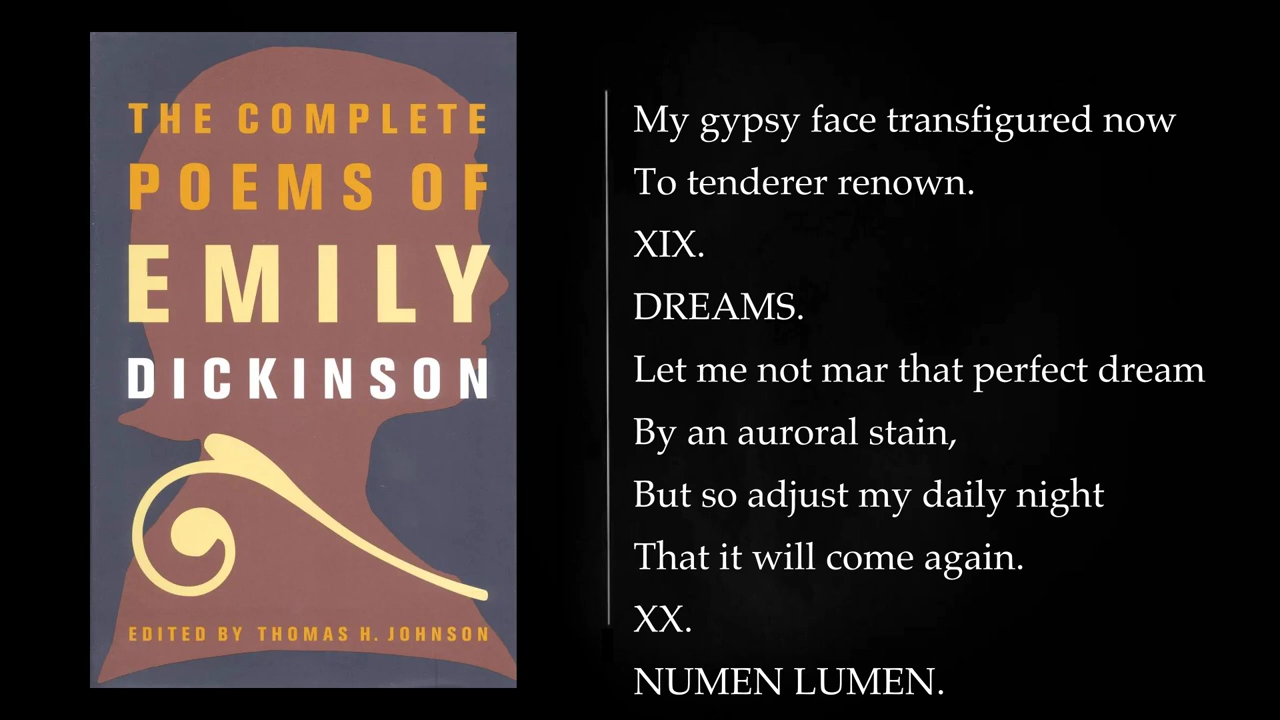 THE COMPLETE
POEMS OF
EMILY
DICKINSON
EDITED BY THOMAS H. JOHNSON
My gypsy face transfigured now
To tenderer renown.
XIX.
DREAMS.
Let me not mar that perfect dream
By an auroral stain,
But so adjust my daily night
That it will come again.
XX.
NUMEN LUMEN.